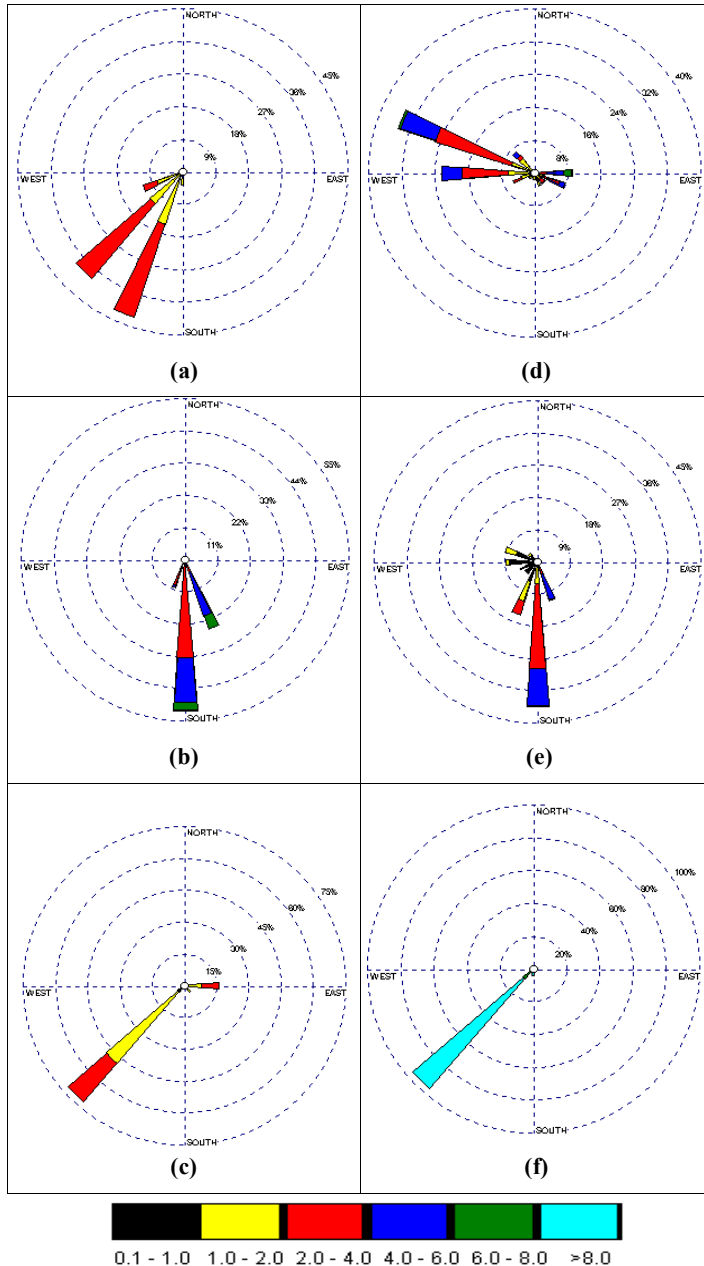 NORTH
45%
36%
27%
18%
9%
WEST
EAST
SOUTH
(a)
NORTH
40%
32%
24%
16%
8%
WEST
EAST
SOUTH
(d)
NORTH
55%
44%
33%
22%
11%
WEST
EAST
SOUTH
(b)
NORTH
45%
36%
27%
18%
9%
WEST
EAST
SOUTH
(e)
NORTH
75%
60%
45%
30%
15%
WEST
EAST
SOUTH
(c)
NORTH
100%
80%
60%
40%
20%
WEST
EAST
SOUTH
(f)
0.1 - 1.0 1.0 - 2.0 2.0 - 4.0 4.0 - 6.0 6.0 - 8.0 >8.0